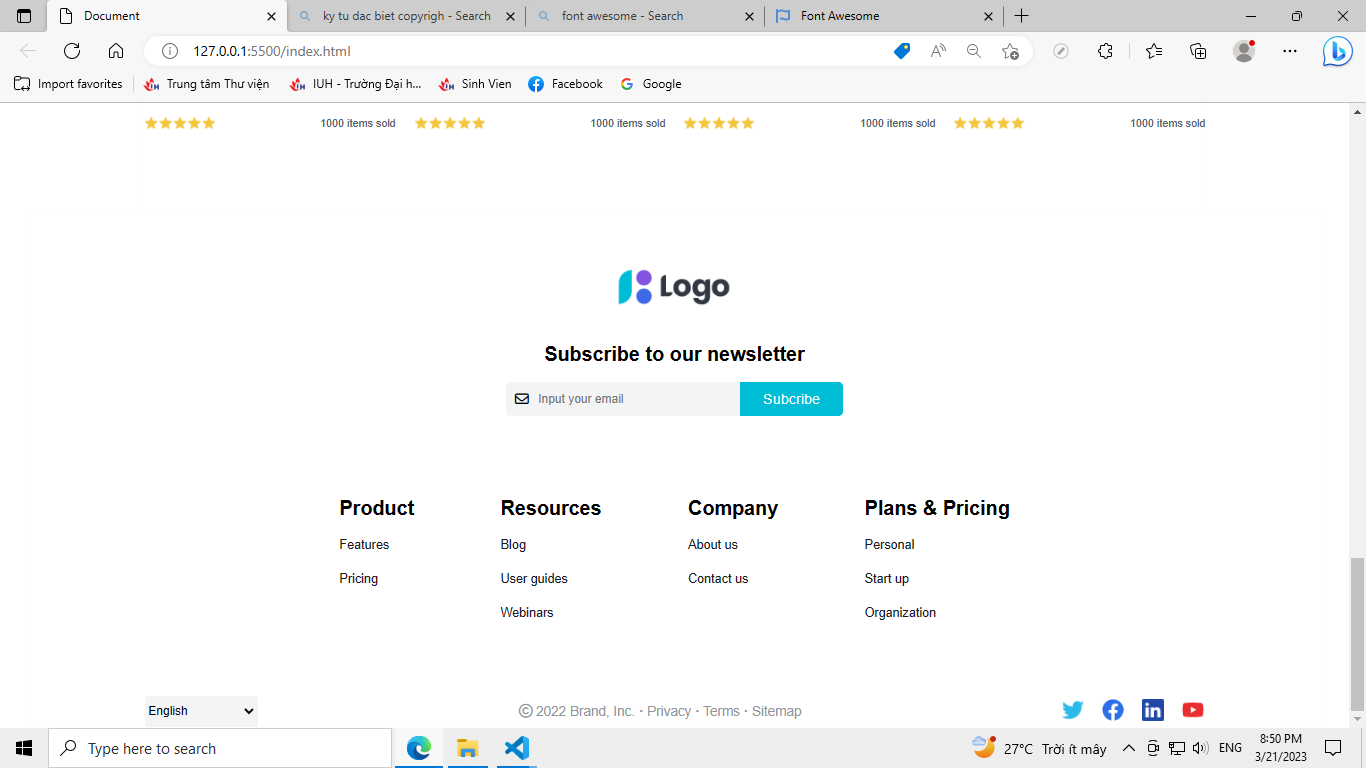 Document
ky tu dac biet copyrigh - Search
font awesome - Search
Font Awesome
127.0.0.1:5500/index.html
Import favorites
Trung tâm Thư viện
IUH - Trường Đại h...
Sinh Vien
Facebook
Google
1000 items sold
1000 items sold
1000 items sold
1000 items sold
Logo
Subscribe to our newsletter
Input your email
Subcribe
Product
Features
Pricing
Resources
Blog
User guides
Webinars
Company
About us
Contact us
Plans & Pricing
Personal
Start up
Organization
English
© 2022 Brand, Inc. · Privacy · Terms · Sitemap
Type here to search
27°C Trời ít mây
ENG
8:50 PM
3/21/2023